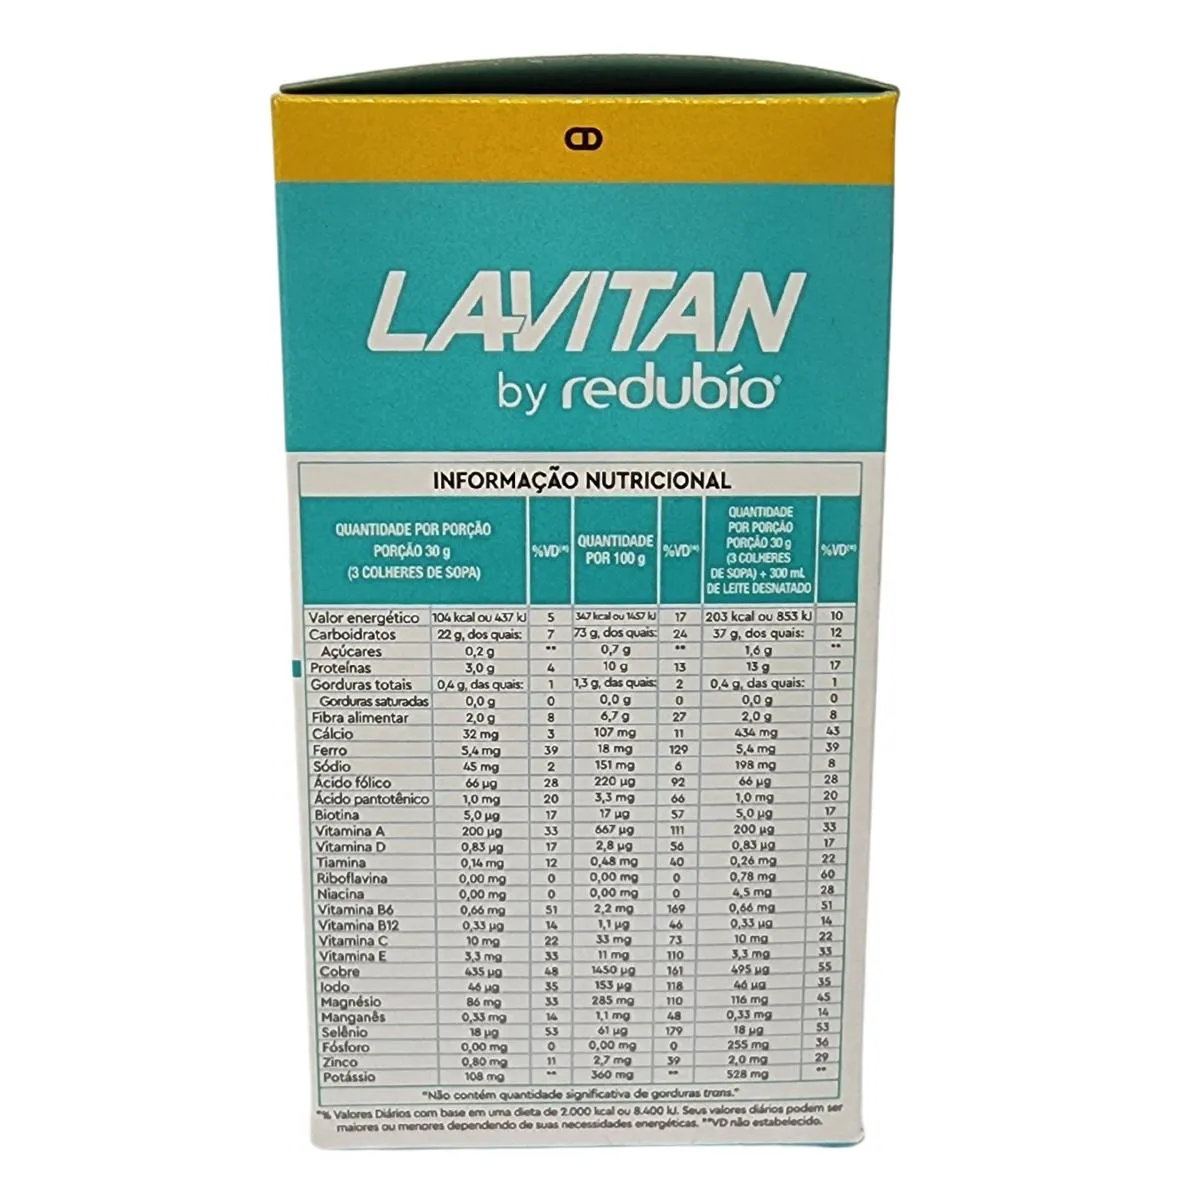 LAVITAN
by redubío
INFORMAÇÃO NUTRICIONAL
QUANTIDADE POR PORÇÃO
PORÇÃO 30 g
(3 COLHERES DE SOPA)
%VD(*)
QUANTIDADE
POR 100 g
%VD(*)
QUANTIDADE
POR PORÇÃO
PORÇÃO 30 g
(3 COLHERES
DE SOPA) + 300 mL
DE LEITE DESNATADO
%VD(*)
Valor energético 104 kcal ou 437 kJ 5 347 kcal ou 1457 kJ 17 203 kcal ou 853 kJ 10
Carboidratos 22 g, dos quais: 7 73 g, dos quais: 24 37 g, dos quais: 12
Açúcares 0,2 g ** 0,7 g ** 1,6 g **
Proteínas 3,0 g 4 10 g 13 13 g 17
Gorduras totais 0,4 g, das quais: 1 1,3 g, das quais: 2 0,4 g, das quais: 1
Gorduras saturadas 0,0 g 0 0,0 g 0 0,0 g 0
Fibra alimentar 2,0 g 8 6,7 g 27 2,0 g 8
Cálcio 32 mg 3 107 mg 11 434 mg 43
Ferro 5,4 mg 39 18 mg 129 5,4 mg 39
Sódio 45 mg 2 151 mg 6 198 mg 8
Ácido fólico 66 µg 28 220 µg 92 66 µg 28
Ácido pantotênico 1,0 mg 20 3,3 mg 66 1,0 mg 20
Biotina 5,0 µg 17 17 µg 57 5,0 µg 17
Vitamina A 200 µg 33 667 µg 111 200 µg 33
Vitamina D 0,83 µg 17 2,8 µg 56 0,83 µg 17
Tiamina 0,14 mg 12 0,48 mg 40 0,26 mg 22
Riboflavina 0,00 mg 0 0,00 mg 0 0,78 mg 60
Niacina 0,00 mg 0 0,00 mg 0 4,5 mg 28
Vitamina B6 0,66 mg 51 2,2 mg 169 0,66 mg 51
Vitamina B12 0,33 µg 14 1,1 µg 46 0,33 µg 14
Vitamina C 10 mg 22 33 mg 73 10 mg 22
Vitamina E 3,3 mg 33 11 mg 110 3,3 mg 33
Cobre 435 µg 48 1450 µg 161 495 µg 55
Iodo 46 µg 35 153 µg 118 46 µg 35
Magnésio 86 mg 33 285 mg 110 116 mg 45
Manganês 0,33 mg 14 1,1 mg 48 0,33 mg 14
Selênio 18 µg 53 61 µg 179 18 µg 53
Fósforo 0,00 mg 0 0,00 mg 0 255 mg 36
Zinco 0,80 mg 11 2,7 mg 39 2,0 mg 29
Potássio 108 mg ** 360 mg ** 528 mg **
"Não contém quantidade significativa de gorduras trans."
*% Valores Diários com base em uma dieta de 2.000 kcal ou 8.400 kJ. Seus valores diários podem ser
maiores ou menores dependendo de suas necessidades energéticas. **VD não estabelecido.